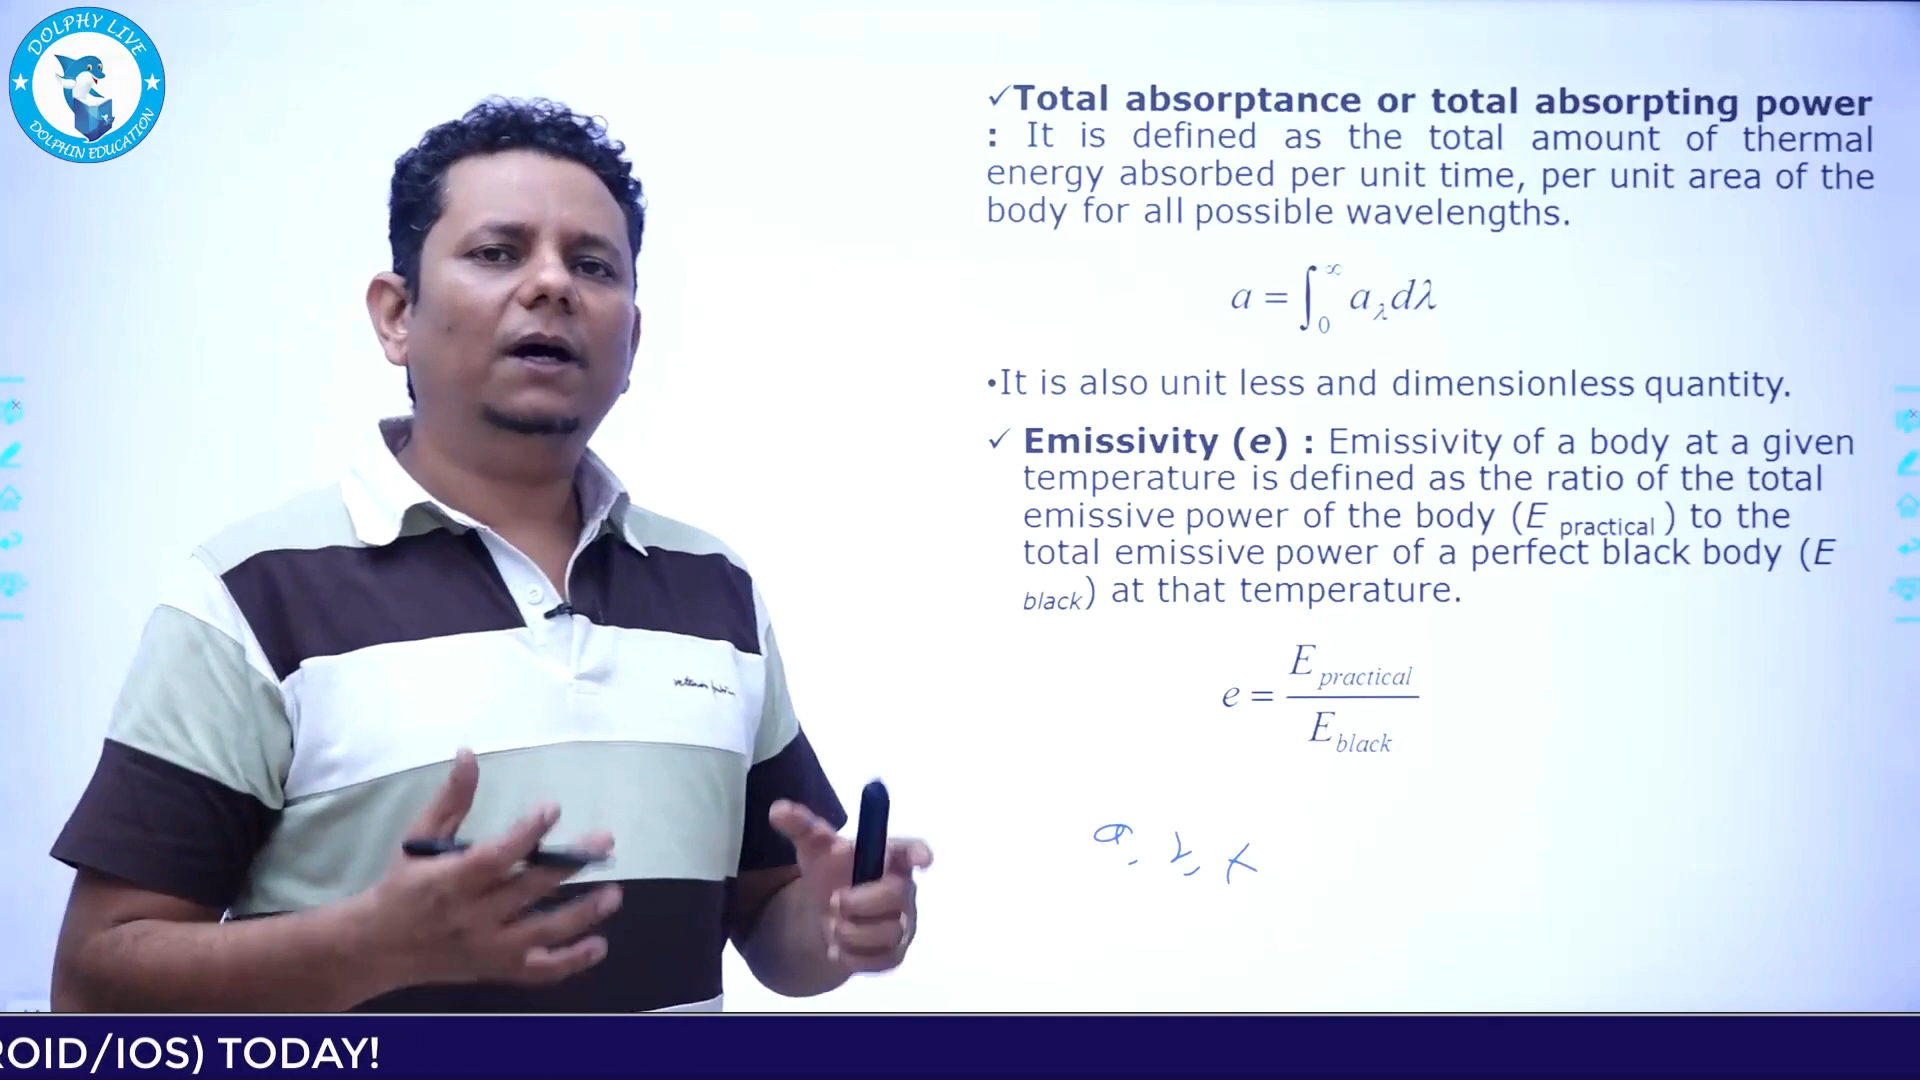 DOLPHY LIVE
DOLPHIN EDUCATION
✓Total absorptance or total absorpting power
: It is defined as the total amount of thermal
energy absorbed per unit time, per unit area of the
body for all possible wavelengths.
a = ∫₀^∞ a_λ dλ
•It is also unit less and dimensionless quantity.
✓ Emissivity (e) : Emissivity of a body at a given
temperature is defined as the ratio of the total
emissive power of the body (E practical ) to the
total emissive power of a perfect black body (E
black) at that temperature.
e = E practical / E black
ROID/IOS) TODAY!